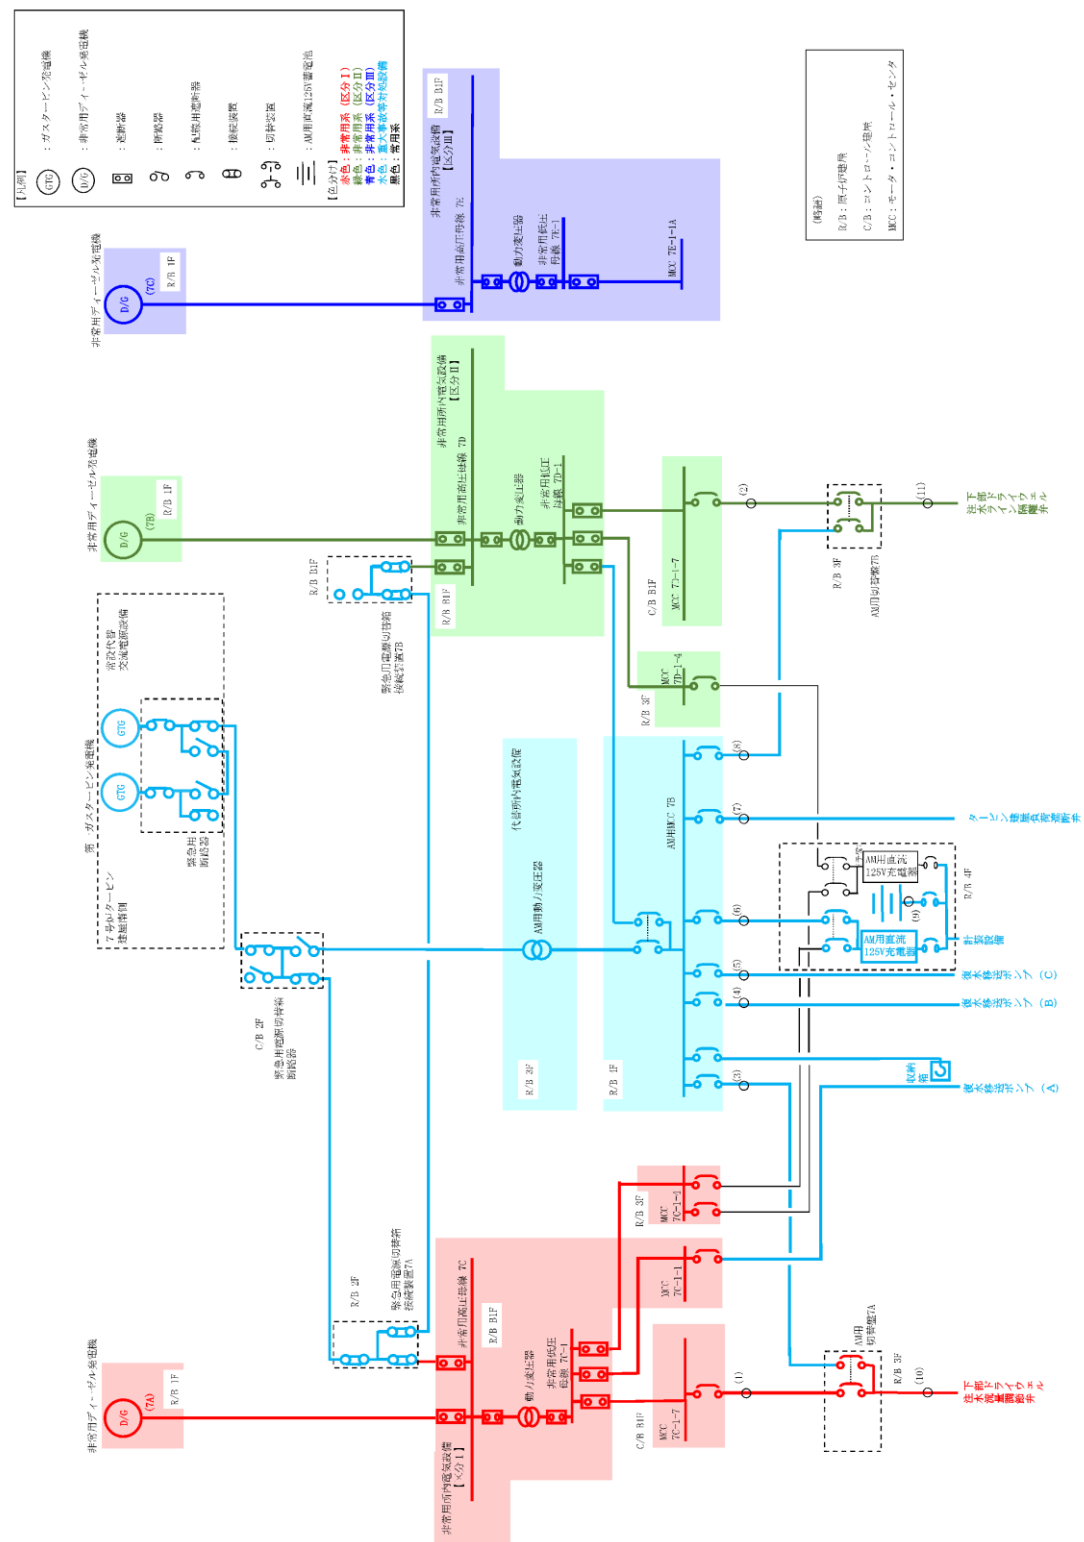 【凡例】
GTG
：ガスタービン発電機
D/G
：非常用ディーゼル発電機
：遮断器
：断路器
：配線用遮断器
：接続装置
：切替装置
：AM用直流125V蓄電池
【色分け】
赤色：非常用系（区分Ⅰ）
緑色：非常用系（区分Ⅱ）
青色：非常用系（区分Ⅲ）
水色：重大事故等対処設備
黒色：常用系
（略語）
R/B：原子炉建屋
C/B：コントロール建屋
MCC：モータ・コントロール・センタ
非常用ディーゼル発電機
D/G
(7A)
R/B 1F
第一ガスタービン発電機
7号炉タービン
建屋南側
常設代替
交流電源設備
GTG
GTG
緊急用
断路器
非常用ディーゼル発電機
D/G
(7B)
R/B 1F
非常用ディーゼル発電機
D/G
(7C)
R/B 1F
C/B 2F
緊急用電源切替箱
断路器
R/B 2F
緊急用電源切替箱
接続装置7A
R/B B1F
緊急用電源切替箱
接続装置7B
非常用所内電気設備
【区分Ⅰ】
非常用高圧母線 7C
R/B B1F
動力変圧器
非常用低圧
母線 7C-1
非常用所内電気設備
【区分Ⅱ】
R/B B1F
非常用高圧母線 7D
動力変圧器
非常用低圧
母線 7D-1
非常用所内電気設備
【区分Ⅲ】
R/B B1F
非常用高圧母線 7E
動力変圧器
非常用低圧
母線 7E-1
MCC 7E-1-1A
代替所内電気設備
R/B 2F
AM用動力変圧器
R/B 1F
AM用MCC 7B
C/B B1F
MCC
7C-1-7
MCC
7C-1-1
R/B 3F
MCC
7C-1-1
R/B 3F
MCC
7D-1-4
C/B B1F
MCC 7D-1-7
(1)
(3)
(4)
(5)
(6)
(7)
(8)
(2)
AM用
切替盤7A
R/B 3F
(10)
収納
箱
AM用直流
125V充電器
AM用直流
125V充電器
(9)
R/B 4F
R/B 3F
AM用切替盤7B
(11)
下部ドライウェル
注水流量調節弁
復水移送ポンプ（A）
復水移送ポンプ（B）
復水移送ポンプ（C）
計装設備
タービン建屋負荷遮断弁
下部ドライウェル
注水ライン隔離弁